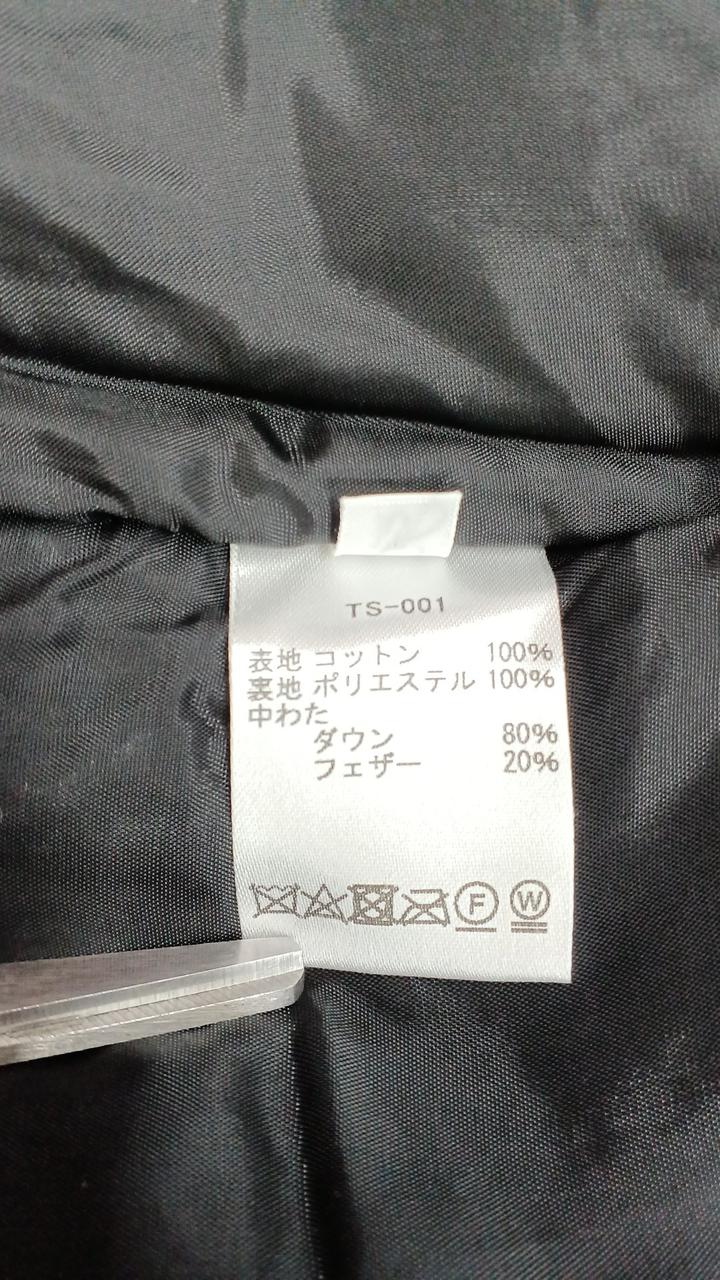 TS-001
表地 コットン 100%
裏地 ポリエステル 100%
中わた
ダウン 80%
フェザー 20%
F W